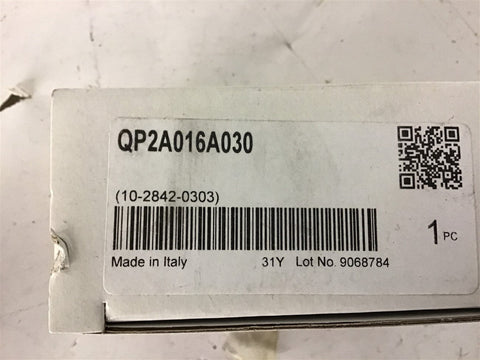 QP2A016A030
(10-2842-0303)
1 PC
Made in Italy 31Y Lot No. 9068784